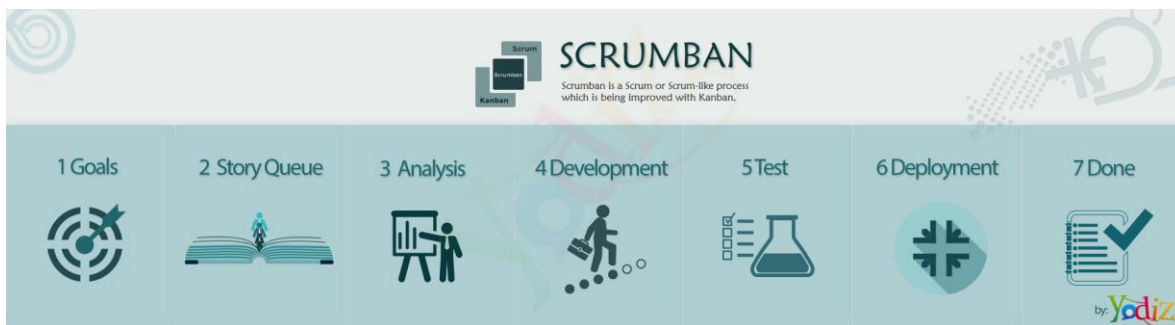 Scrum
Scrumban
Kanban
SCRUMBAN
Scrumban is a Scrum or Scrum-like process
which is being improved with Kanban.
1 Goals
2 Story Queue
3 Analysis
4 Development
5 Test
6 Deployment
7 Done
Yodiz
by: Yodiz